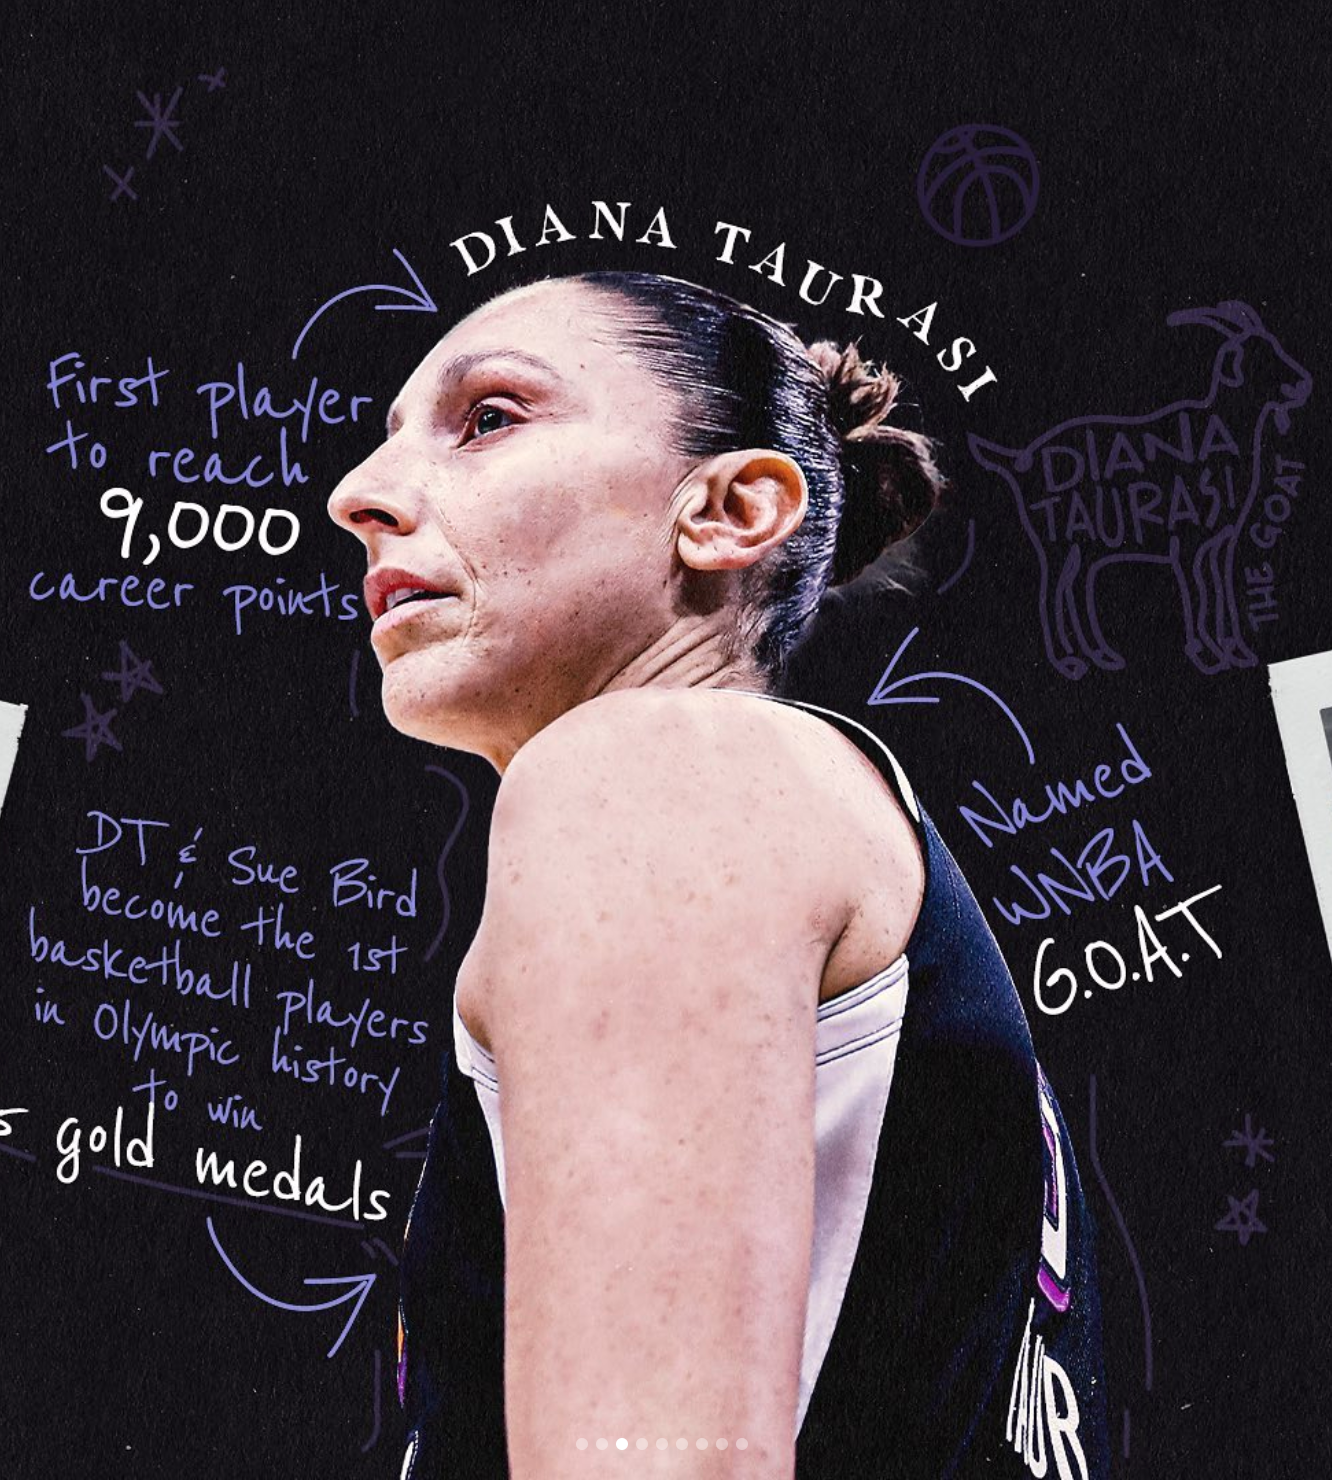 DIANA TAURASI
First player
to reach
9,000
career points
DIANA
TAURASI
THE GOAT
Named
WNBA
G.O.A.T
DT & Sue Bird
become the 1st
basketball players
in Olympic history
to win
gold medals
TAUR